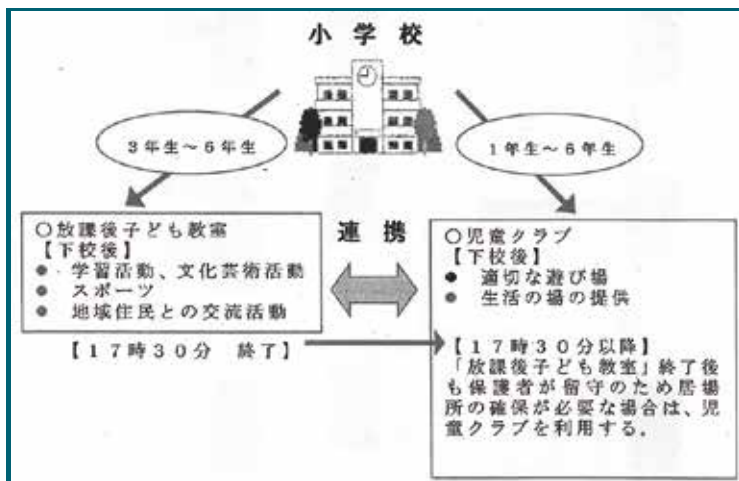 小学校
3年生～6年生
1年生～6年生
○放課後子ども教室
【下校後】
● 学習活動、文化芸術活動
● スポーツ
● 地域住民との交流活動
【17時30分 終了】
連携
○児童クラブ
【下校後】
● 適切な遊び場
● 生活の場の提供
【17時30分以降】
「放課後子ども教室」終了後
も保護者が留守のため居場
所の確保が必要な場合は、児
童クラブを利用する.